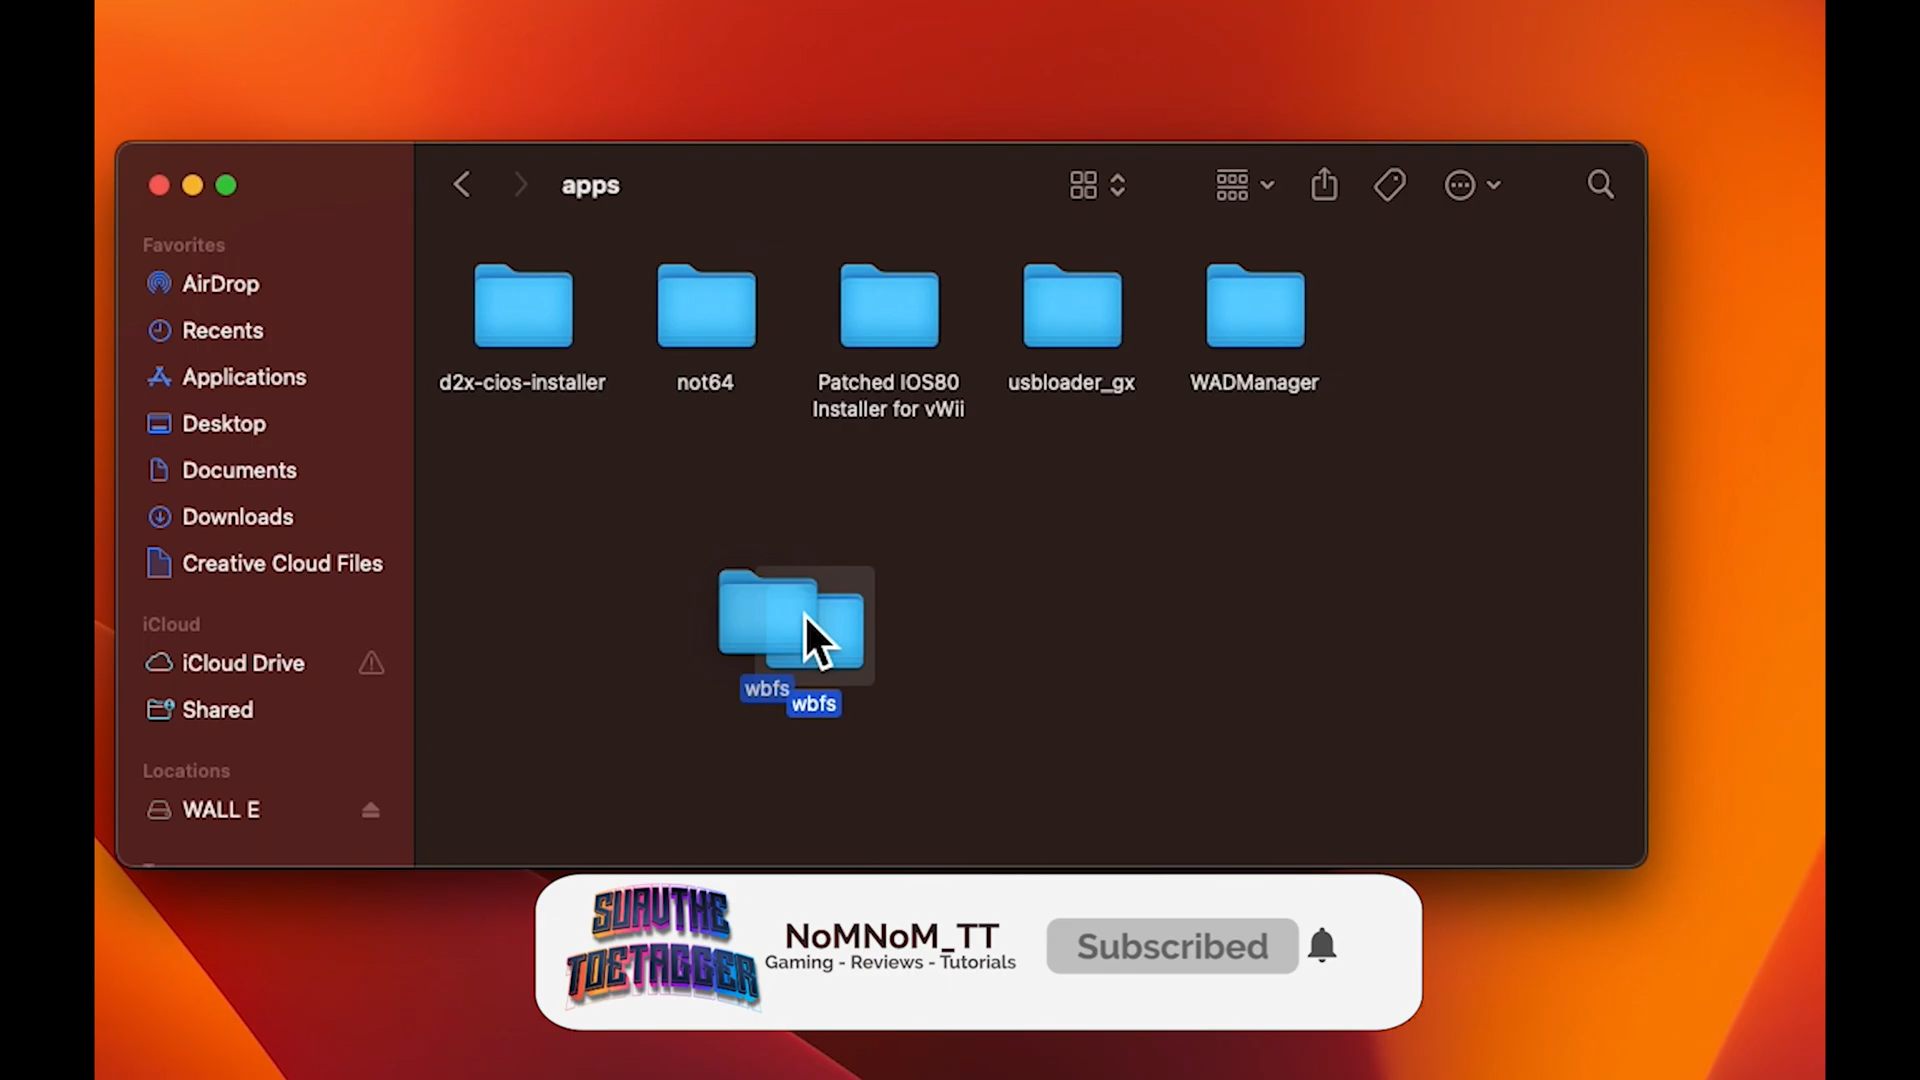 apps
Favorites
AirDrop
Recents
Applications
Desktop
Documents
Downloads
Creative Cloud Files
iCloud
iCloud Drive
Shared
Locations
WALL E
d2x-cios-installer
not64
Patched IOS80
Installer for vWii
usbloader_gx
WADManager
wbfs
wbfs
SUAVTHE
TOETAGGER
NoMNoM_TT
Gaming - Reviews - Tutorials
Subscribed